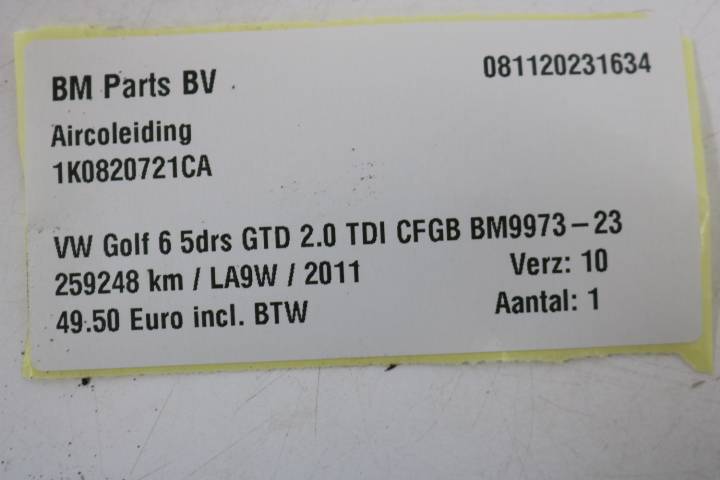 BM Parts BV 081120231634
Aircoleiding
1K0820721CA
VW Golf 6 5drs GTD 2.0 TDI CFGB BM9973-23
259248 km / LA9W / 2011 Verz: 10
49.50 Euro incl. BTW Aantal: 1